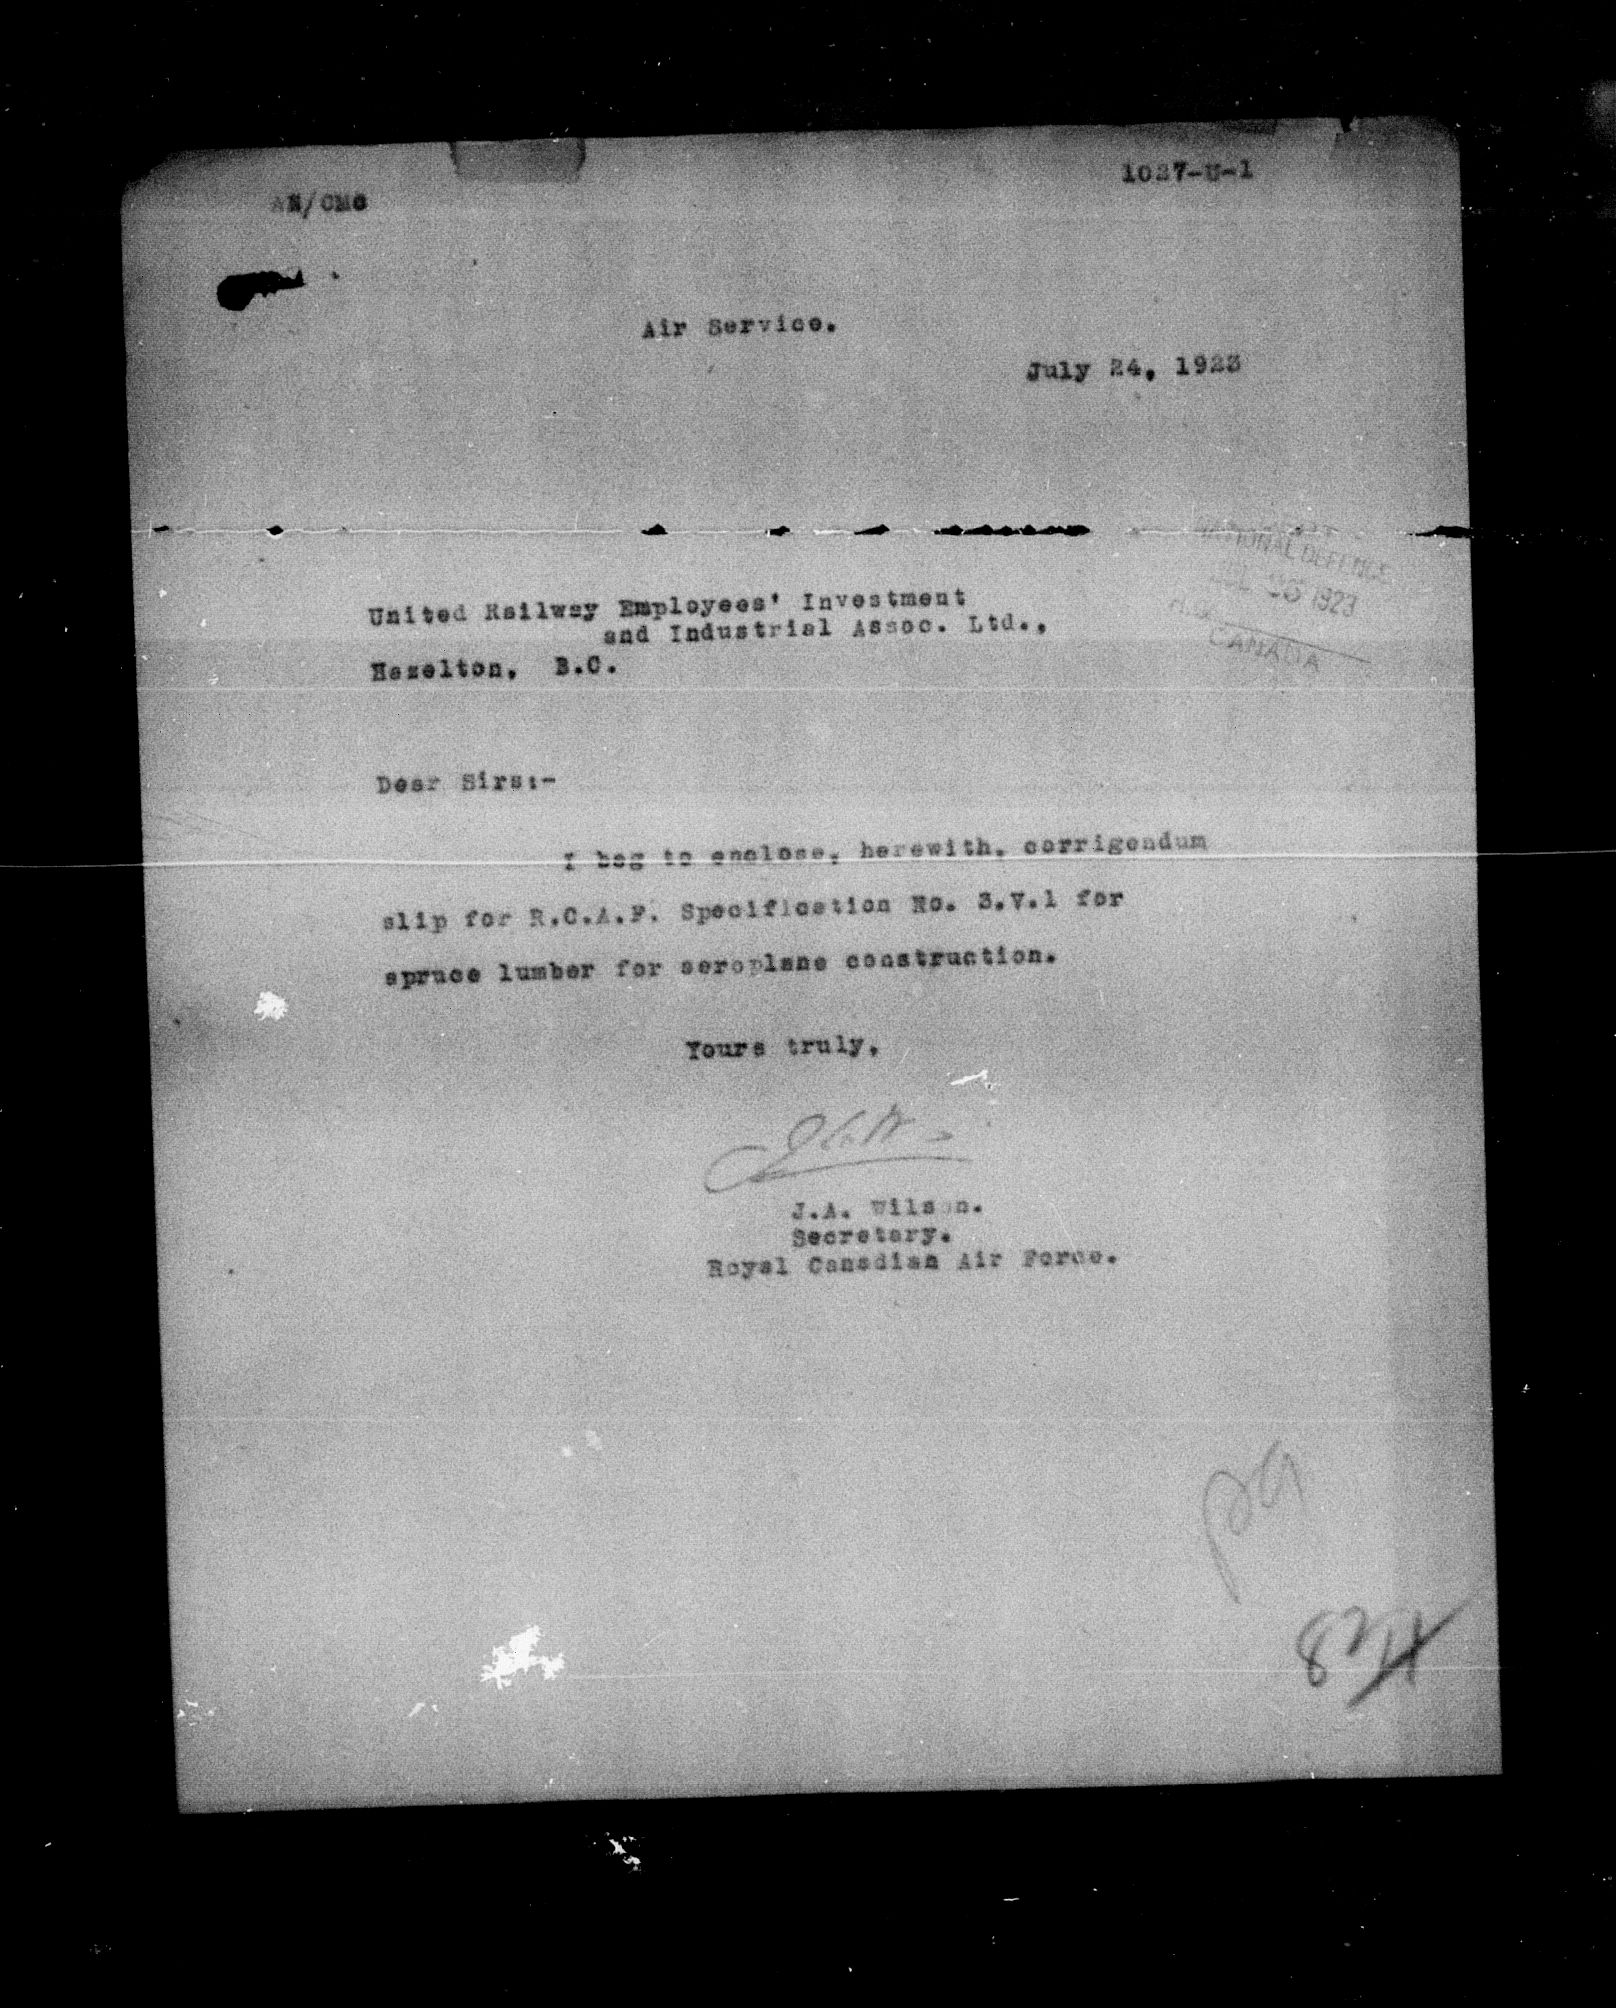 1027-U-1
AN/CMG
Air Service.
July 24, 1923
NATIONAL DEFENCE
JUL 26 1923
H.Q.
CANADA
United Railway Employees' Investment
and Industrial Assoc. Ltd.,
Hazelton, B.C.
Dear Sirs:-
I beg to enclose, herewith, corrigendum
slip for R.C.A.F. Specification No. 3.V.1 for
spruce lumber for aeroplane construction.
Yours truly,
J.A. Wilson.
Secretary.
Royal Canadian Air Force.